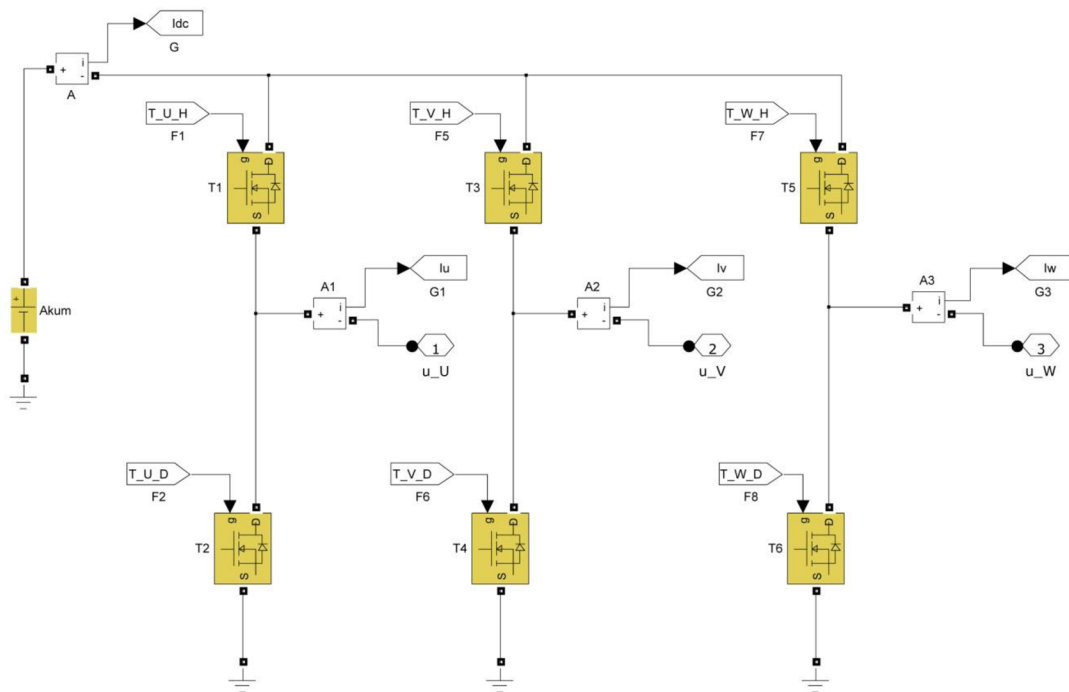 Idc
G
i
+
-
A
T_U_H
F1
T_V_H
F5
T_W_H
F7
g
D
T1
S
g
D
T3
S
g
D
T5
S
+
Akum
A1
i
+
-
Iu
G1
1
u_U
A2
i
+
-
Iv
G2
2
u_V
A3
i
+
-
Iw
G3
3
u_W
T_U_D
F2
T_V_D
F6
T_W_D
F8
g
D
T2
S
g
D
T4
S
g
D
T6
S